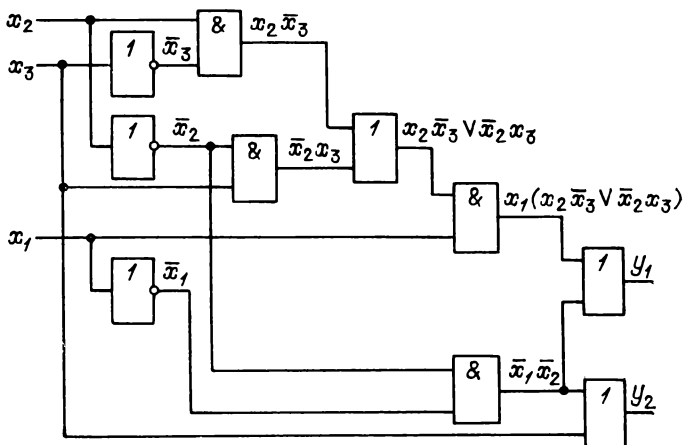 x₂
&
x₂x̄₃
1
x̄₃
x₃
1
x̄₂
&
x̄₂x₃
1
x₂x̄₃ ∨ x̄₂x₃
&
x₁(x₂x̄₃ ∨ x̄₂x₃)
x₁
1
x̄₁
1
y₁
&
x̄₁x̄₂
1
y₂